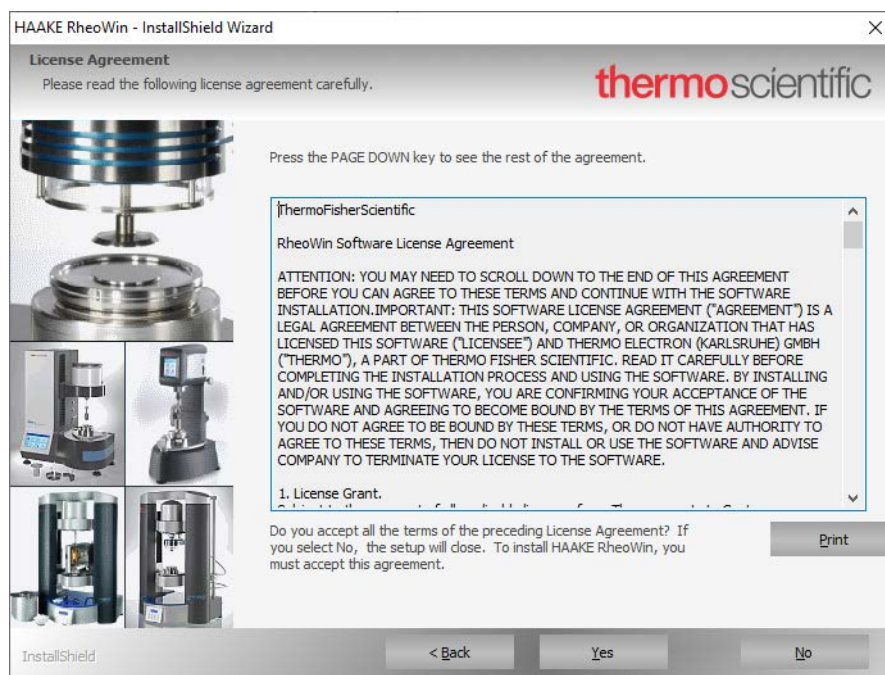 HAAKE RheoWin - InstallShield Wizard
License Agreement
Please read the following license agreement carefully.
thermo scientific
Press the PAGE DOWN key to see the rest of the agreement.
ThermoFisherScientific
RheoWin Software License Agreement
ATTENTION: YOU MAY NEED TO SCROLL DOWN TO THE END OF THIS AGREEMENT
BEFORE YOU CAN AGREE TO THESE TERMS AND CONTINUE WITH THE SOFTWARE
INSTALLATION.IMPORTANT: THIS SOFTWARE LICENSE AGREEMENT ("AGREEMENT") IS A
LEGAL AGREEMENT BETWEEN THE PERSON, COMPANY, OR ORGANIZATION THAT HAS
LICENSED THIS SOFTWARE ("LICENSEE") AND THERMO ELECTRON (KARLSRUHE) GMBH
("THERMO"), A PART OF THERMO FISHER SCIENTIFIC. READ IT CAREFULLY BEFORE
COMPLETING THE INSTALLATION PROCESS AND USING THE SOFTWARE. BY INSTALLING
AND/OR USING THE SOFTWARE, YOU ARE CONFIRMING YOUR ACCEPTANCE OF THE
SOFTWARE AND AGREEING TO BECOME BOUND BY THE TERMS OF THIS AGREEMENT. IF
YOU DO NOT AGREE TO BE BOUND BY THESE TERMS, OR DO NOT HAVE AUTHORITY TO
AGREE TO THESE TERMS, THEN DO NOT INSTALL OR USE THE SOFTWARE AND ADVISE
COMPANY TO TERMINATE YOUR LICENSE TO THE SOFTWARE.
1. License Grant.
Do you accept all the terms of the preceding License Agreement? If
you select No, the setup will close. To install HAAKE RheoWin, you
must accept this agreement.
Print
InstallShield
< Back
Yes
No